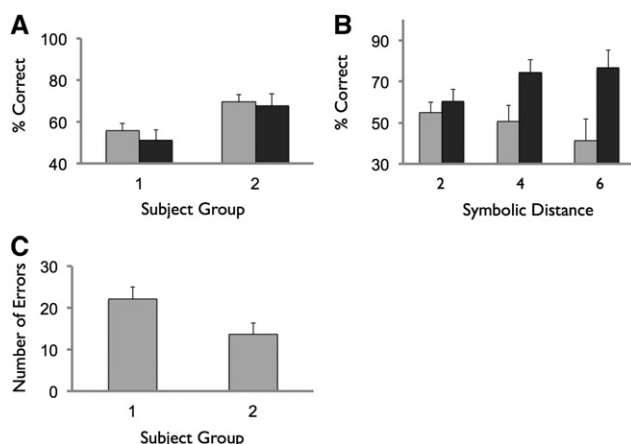 A
% Correct
100
80
60
40
1 2
Subject Group
B
% Correct
90
70
50
30
2 4 6
Symbolic Distance
C
Number of Errors
30
20
10
0
1 2
Subject Group